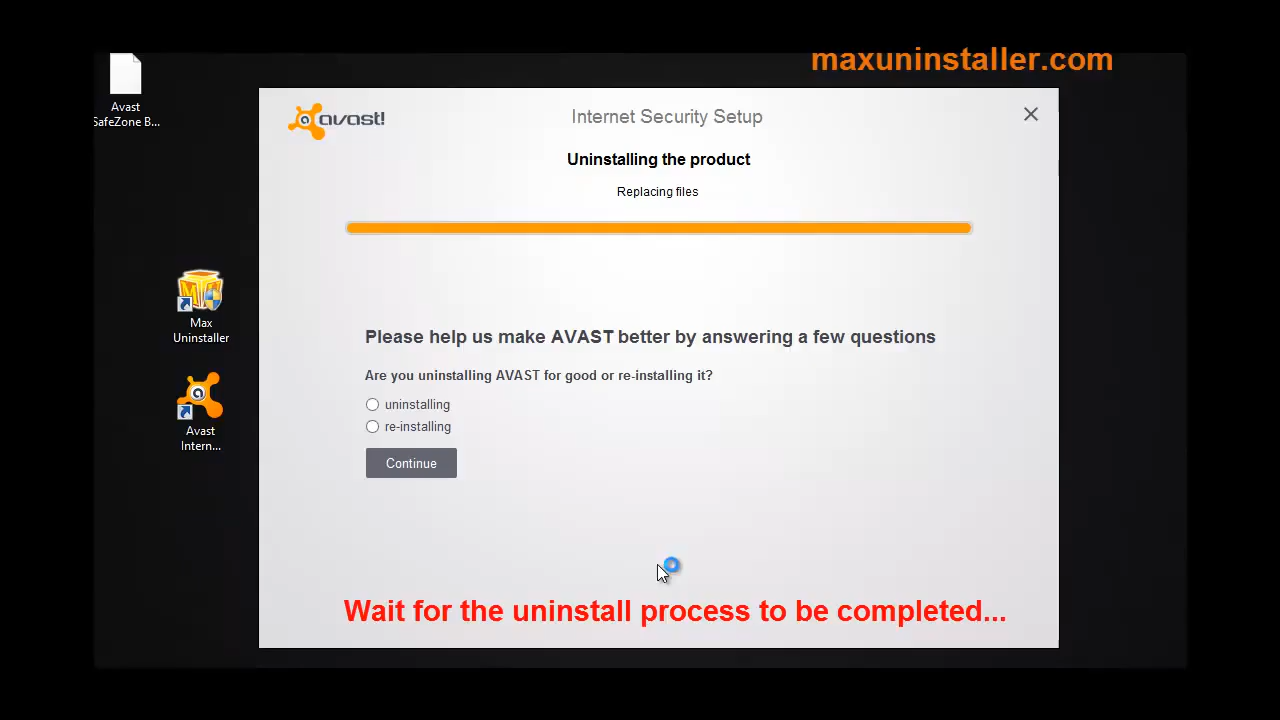 maxuninstaller.com
Avast
SafeZone B...
avast!
Internet Security Setup
Uninstalling the product
Replacing files
Max
Uninstaller
Please help us make AVAST better by answering a few questions
Are you uninstalling AVAST for good or re-installing it?
uninstalling
re-installing
Avast
Intern...
Continue
Wait for the uninstall process to be completed...